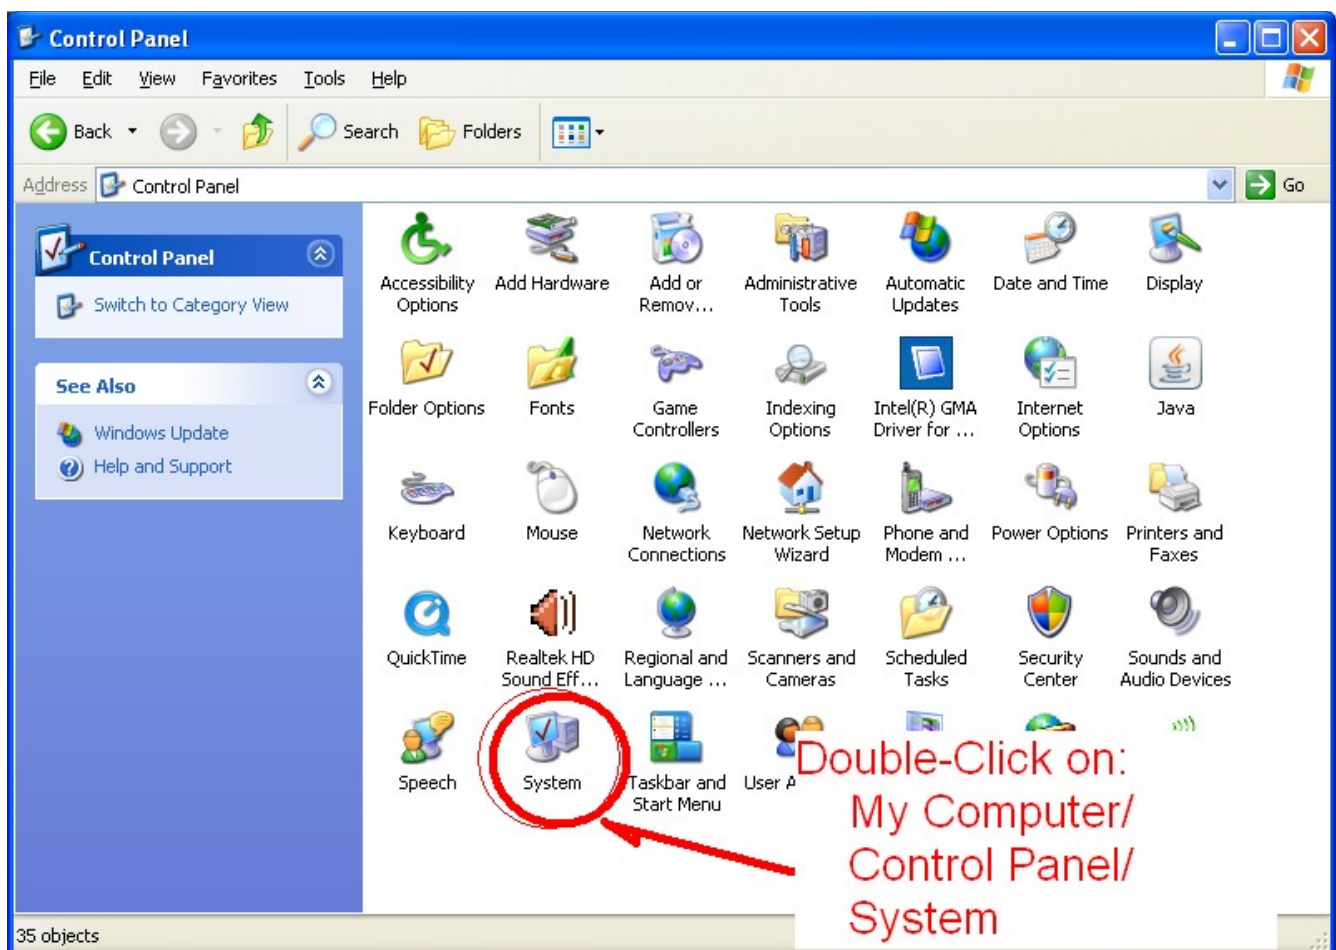 Control Panel
File Edit View Favorites Tools Help
Back Search Folders
Address Control Panel Go
Control Panel
Switch to Category View
See Also
Windows Update
Help and Support
Accessibility Options
Add Hardware
Add or Remov...
Administrative Tools
Automatic Updates
Date and Time
Display
Folder Options
Fonts
Game Controllers
Indexing Options
Intel(R) GMA Driver for ...
Internet Options
Java
Keyboard
Mouse
Network Connections
Network Setup Wizard
Phone and Modem ...
Power Options
Printers and Faxes
QuickTime
Realtek HD Sound Eff...
Regional and Language ...
Scanners and Cameras
Scheduled Tasks
Security Center
Sounds and Audio Devices
Speech
System
Taskbar and Start Menu
User A
Double-Click on:
My Computer/
Control Panel/
System
35 objects